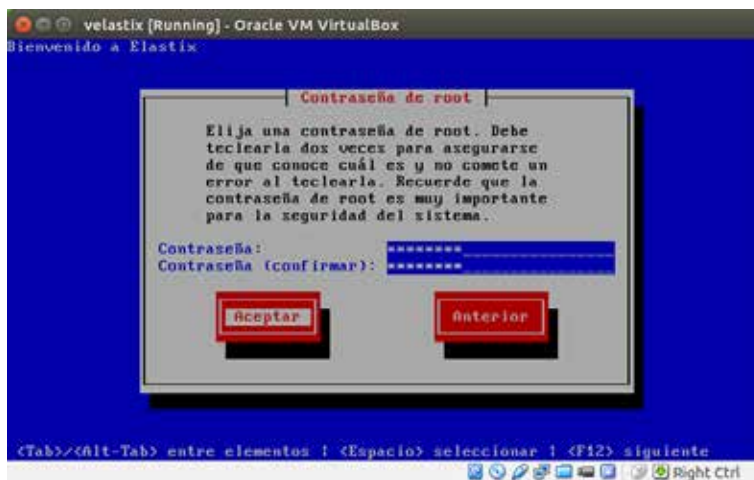 velastix [Running] - Oracle VM VirtualBox
Bienvenido a Elastix
Contraseña de root
Elija una contraseña de root. Debe
teclearla dos veces para asegurarse
de que conoce cuál es y no comete un
error al teclearla. Recuerde que la
contraseña de root es muy importante
para la seguridad del sistema.
Contraseña: ********
Contraseña (confirmar): ********
Aceptar Anterior
<Tab>/<Alt-Tab> entre elementos | <Espacio> seleccionar | <F12> siguiente
Right Ctrl